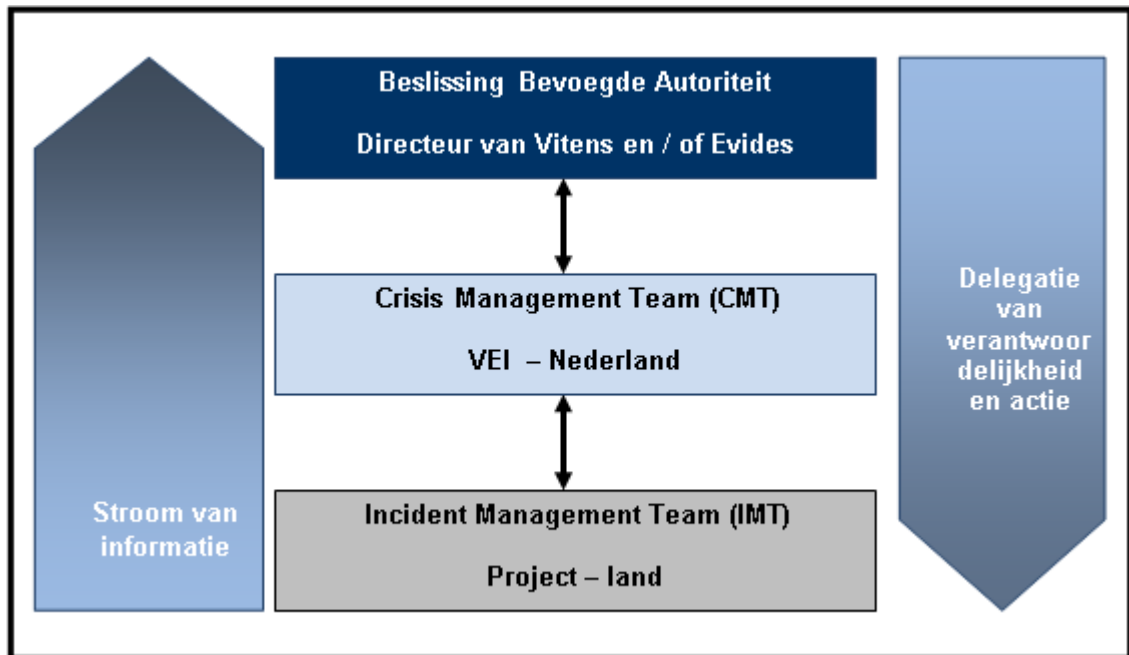 Beslissing Bevoegde Autoriteit
Directeur van Vitens en / of Evides
Crisis Management Team (CMT)
VEI – Nederland
Incident Management Team (IMT)
Project – land
Stroom van
informatie
Delegatie
van
verantwoor
delijkheid
en actie